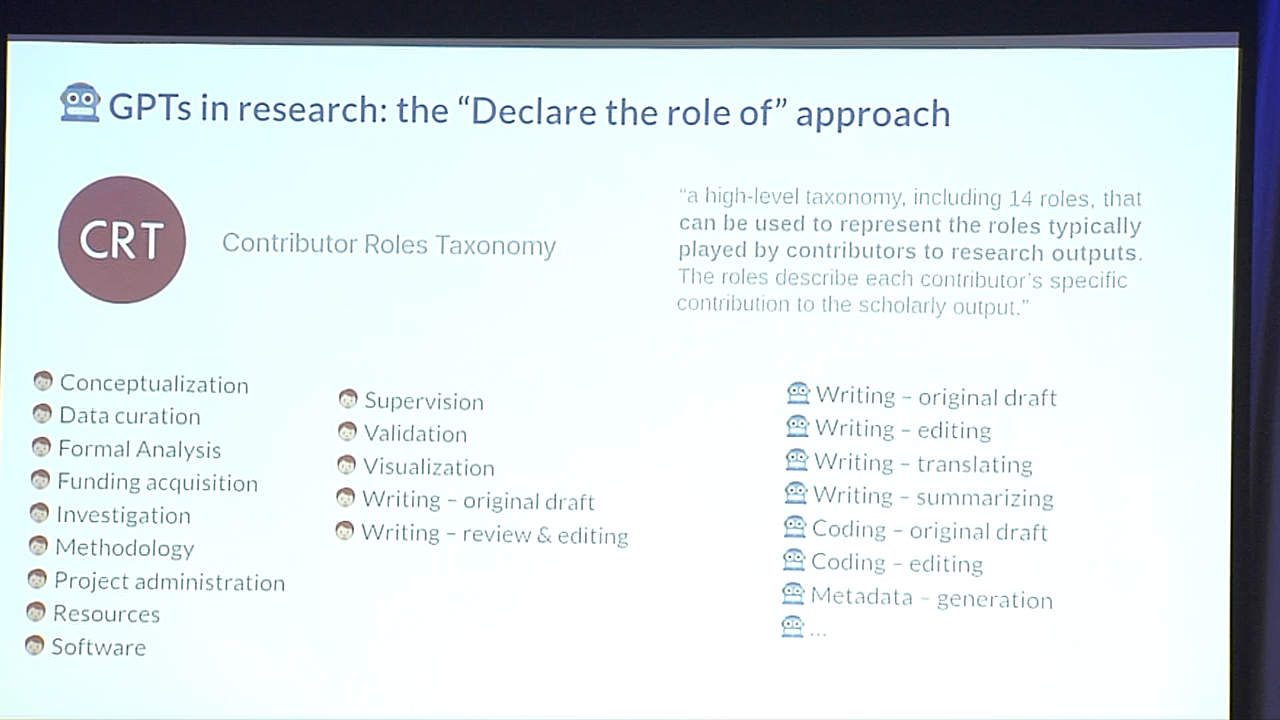 GPTs in research: the “Declare the role of” approach
CRT
Contributor Roles Taxonomy
“a high-level taxonomy, including 14 roles, that
can be used to represent the roles typically
played by contributors to research outputs.
The roles describe each contributor’s specific
contribution to the scholarly output.”
Conceptualization
Data curation
Formal Analysis
Funding acquisition
Investigation
Methodology
Project administration
Resources
Software
Supervision
Validation
Visualization
Writing – original draft
Writing – review & editing
Writing – original draft
Writing – editing
Writing – translating
Writing – summarizing
Coding – original draft
Coding – editing
Metadata – generation
...